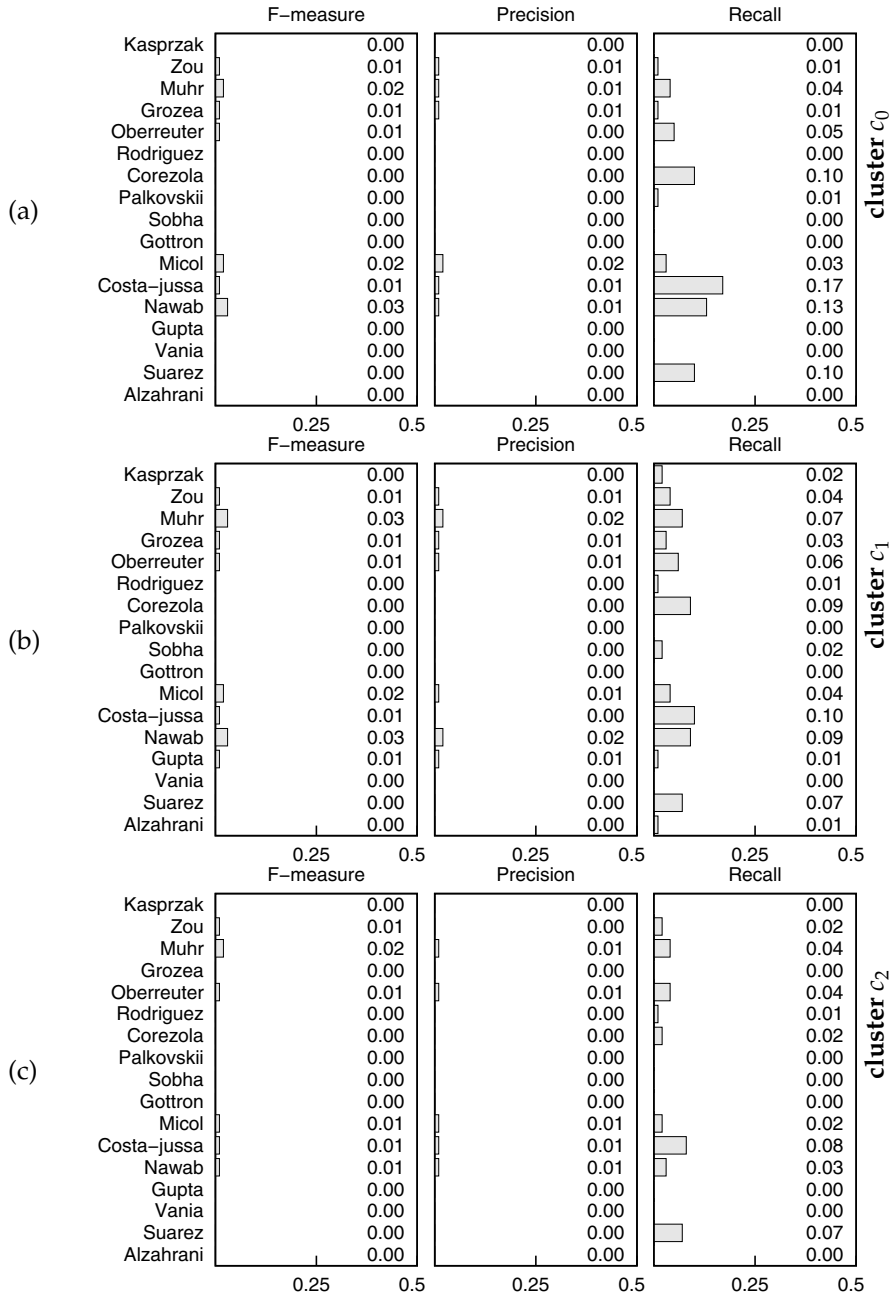 F−measure Precision Recall
Kasprzak 0.00 0.00 0.00
Zou 0.01 0.01 0.01
Muhr 0.02 0.01 0.04
Grozea 0.01 0.01 0.01
Oberreuter 0.01 0.00 0.05
Rodriguez 0.00 0.00 0.00
Corezola 0.00 0.00 0.10
Palkovskii 0.00 0.00 0.01
(a)
Sobha 0.00 0.00 0.00
Gottron 0.00 0.00 0.00
Micol 0.02 0.02 0.03
Costa−jussa 0.01 0.01 0.17
Nawab 0.03 0.01 0.13
Gupta 0.00 0.00 0.00
Vania 0.00 0.00 0.00
Suarez 0.00 0.00 0.10
Alzahrani 0.00 0.00 0.00
0.25 0.5 0.25 0.5 0.25 0.5
cluster c0
F−measure Precision Recall
Kasprzak 0.00 0.00 0.02
Zou 0.01 0.01 0.04
Muhr 0.03 0.02 0.07
Grozea 0.01 0.01 0.03
Oberreuter 0.01 0.01 0.06
Rodriguez 0.00 0.00 0.01
Corezola 0.00 0.00 0.09
Palkovskii 0.00 0.00 0.00
(b)
Sobha 0.00 0.00 0.02
Gottron 0.00 0.00 0.00
Micol 0.02 0.01 0.04
Costa−jussa 0.01 0.00 0.10
Nawab 0.03 0.02 0.09
Gupta 0.01 0.01 0.01
Vania 0.00 0.00 0.00
Suarez 0.00 0.00 0.07
Alzahrani 0.00 0.00 0.01
0.25 0.5 0.25 0.5 0.25 0.5
cluster c1
F−measure Precision Recall
Kasprzak 0.00 0.00 0.00
Zou 0.01 0.00 0.02
Muhr 0.02 0.01 0.04
Grozea 0.00 0.00 0.00
Oberreuter 0.01 0.01 0.04
Rodriguez 0.00 0.00 0.01
Corezola 0.00 0.00 0.02
Palkovskii 0.00 0.00 0.00
(c)
Sobha 0.00 0.00 0.00
Gottron 0.00 0.00 0.00
Micol 0.01 0.01 0.02
Costa−jussa 0.01 0.01 0.08
Nawab 0.01 0.01 0.03
Gupta 0.00 0.00 0.00
Vania 0.00 0.00 0.00
Suarez 0.00 0.00 0.07
Alzahrani 0.00 0.00 0.00
0.25 0.5 0.25 0.5 0.25 0.5
cluster c2